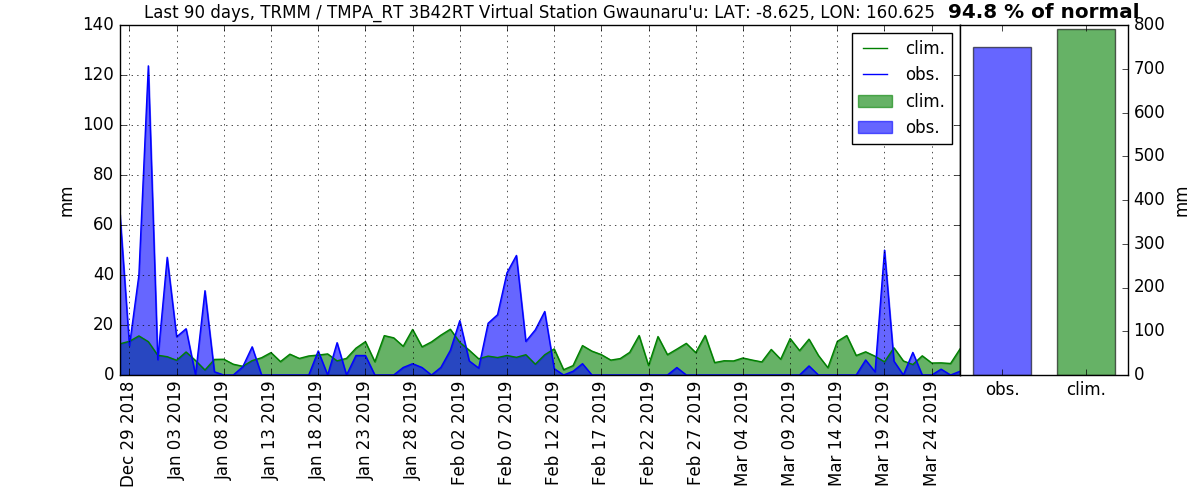 Last 90 days, TRMM / TMPA_RT 3B42RT Virtual Station Gwaunaru'u: LAT: -8.625, LON: 160.625 94.8 % of normal
140
120
100
80
60
40
20
0
mm
clim.
obs.
clim.
obs.
800
700
600
500
400
300
200
100
0
mm
Dec 29 2018
Jan 03 2019
Jan 08 2019
Jan 13 2019
Jan 18 2019
Jan 23 2019
Jan 28 2019
Feb 02 2019
Feb 07 2019
Feb 12 2019
Feb 17 2019
Feb 22 2019
Feb 27 2019
Mar 04 2019
Mar 09 2019
Mar 14 2019
Mar 19 2019
Mar 24 2019
obs. clim.